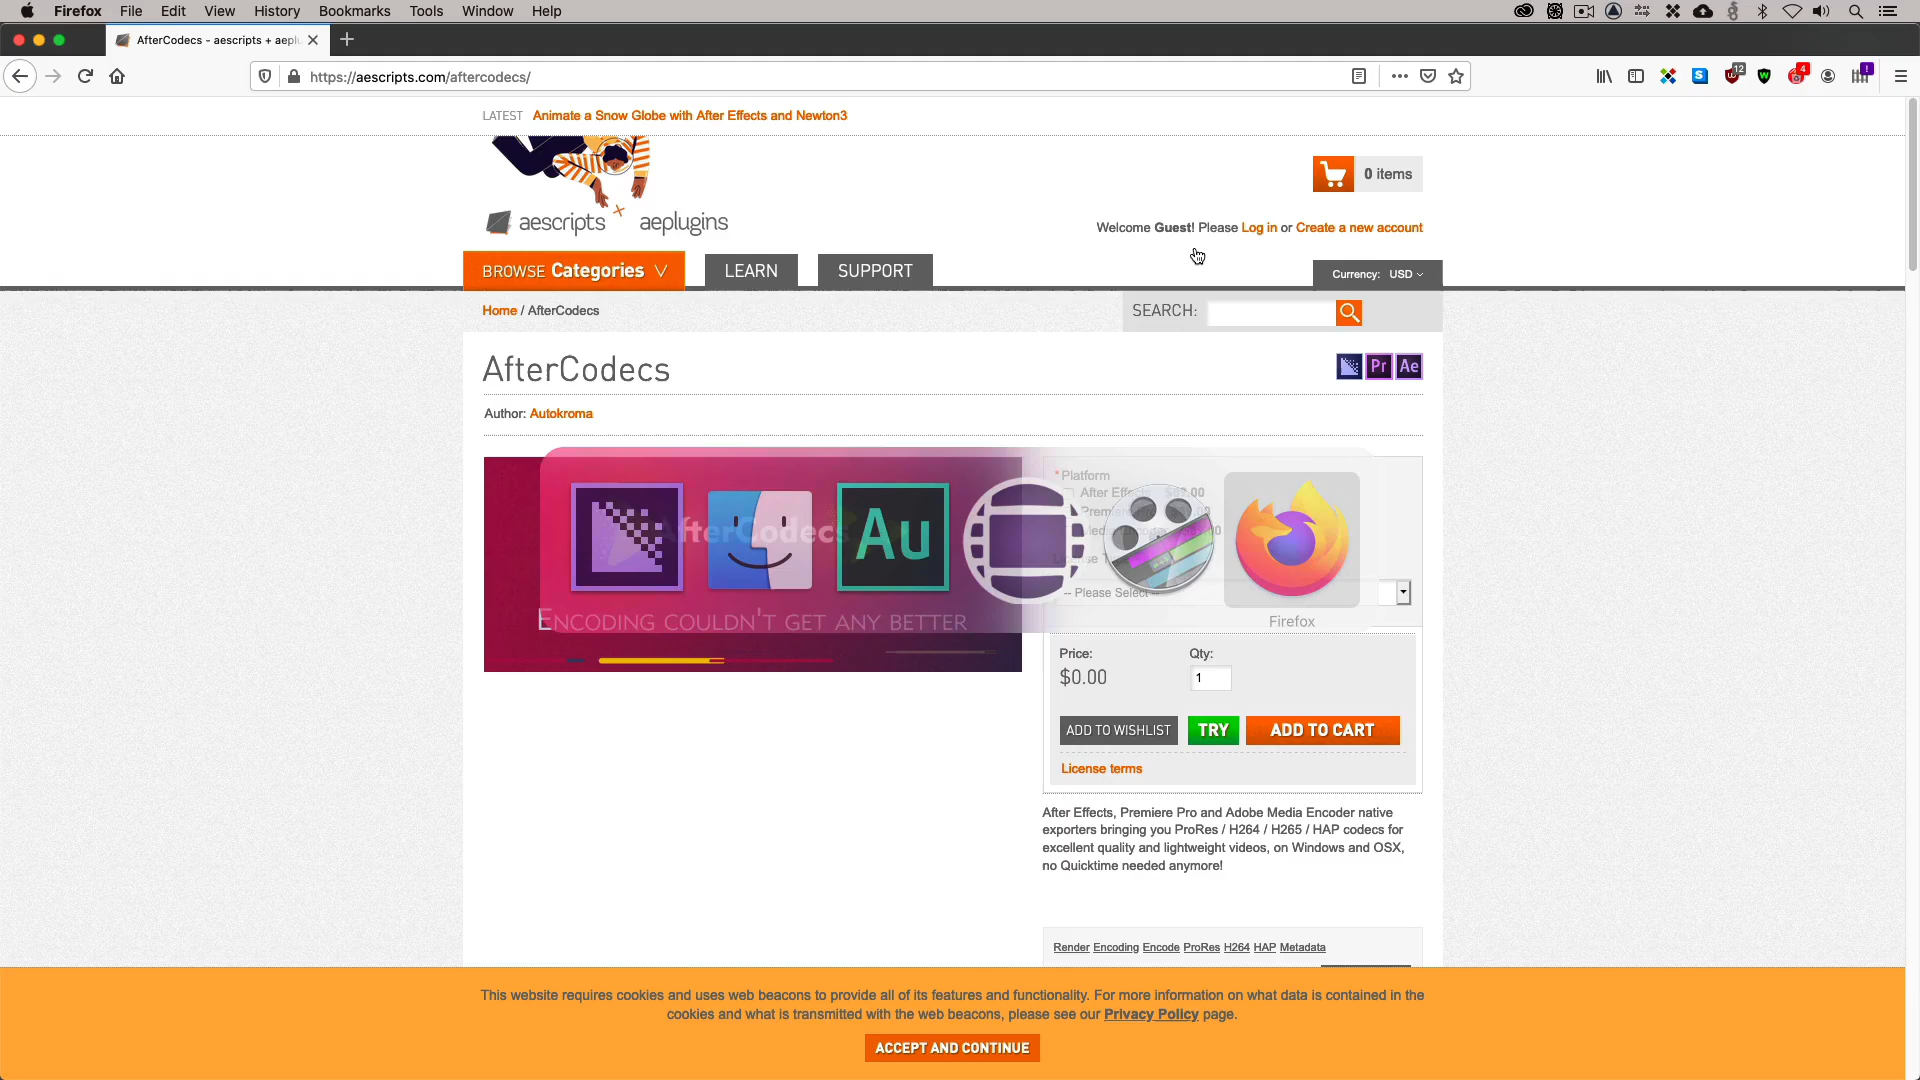 Firefox File Edit View History Bookmarks Tools Window Help
AfterCodecs - aescripts + aeplu
https://aescripts.com/aftercodecs/
12
4
!
LATEST Animate a Snow Globe with After Effects and Newton3
0 items
aescripts + aeplugins
Welcome Guest! Please Log in or Create a new account
BROWSE Categories
LEARN
SUPPORT
Currency: USD
Home / AfterCodecs
SEARCH:
AfterCodecs
Pr
Ae
Author: Autokroma
* Platform
After Effects
Au
AfterCodecs
-- Please Select --
ENCODING COULDN'T GET ANY BETTER
Firefox
Price:
Qty:
$0.00
1
ADD TO WISHLIST
TRY
ADD TO CART
License terms
After Effects, Premiere Pro and Adobe Media Encoder native
exporters bringing you ProRes / H264 / H265 / HAP codecs for
excellent quality and lightweight videos, on Windows and OSX,
no Quicktime needed anymore!
Render Encoding Encode ProRes H264 HAP Metadata
This website requires cookies and uses web beacons to provide all of its features and functionality. For more information on what data is contained in the
cookies and what is transmitted with the web beacons, please see our Privacy Policy page.
ACCEPT AND CONTINUE